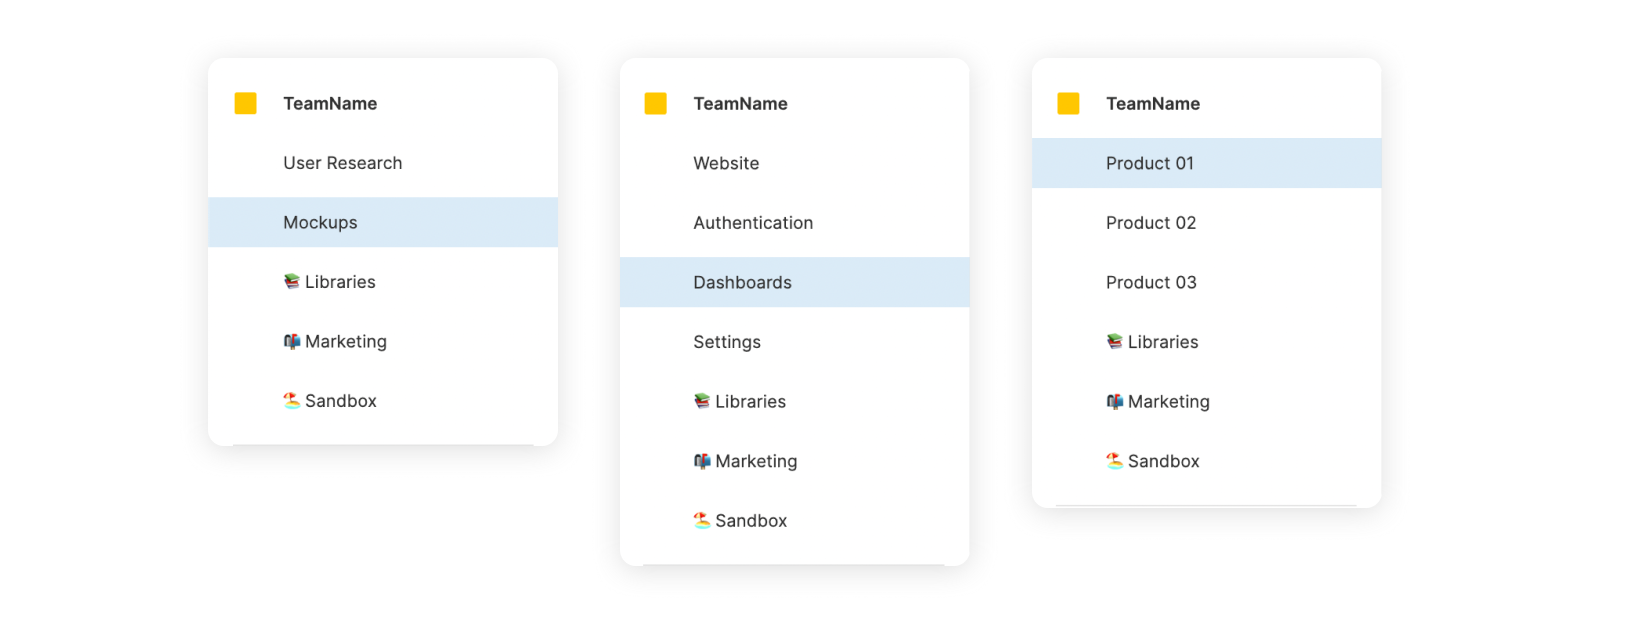 TeamName
User Research
Mockups
📚 Libraries
📬 Marketing
🏖 Sandbox
TeamName
Website
Authentication
Dashboards
Settings
📚 Libraries
📬 Marketing
🏖 Sandbox
TeamName
Product 01
Product 02
Product 03
📚 Libraries
📬 Marketing
🏖 Sandbox